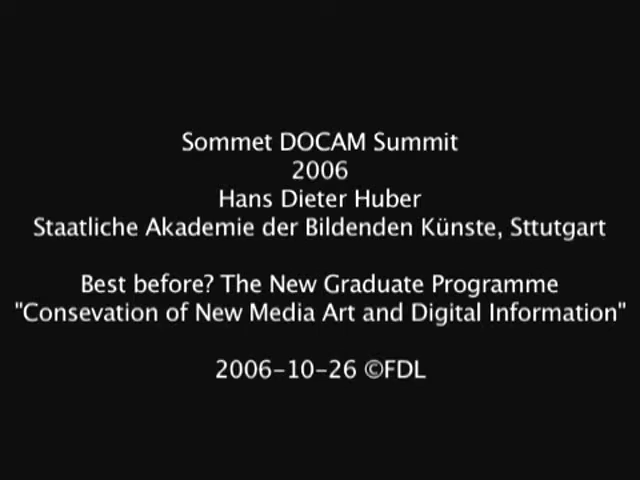 Sommet DOCAM Summit
2006
Hans Dieter Huber
Staatliche Akademie der Bildenden Künste, Sttutgart
Best before? The New Graduate Programme
"Consevation of New Media Art and Digital Information"
2006-10-26 ©FDL